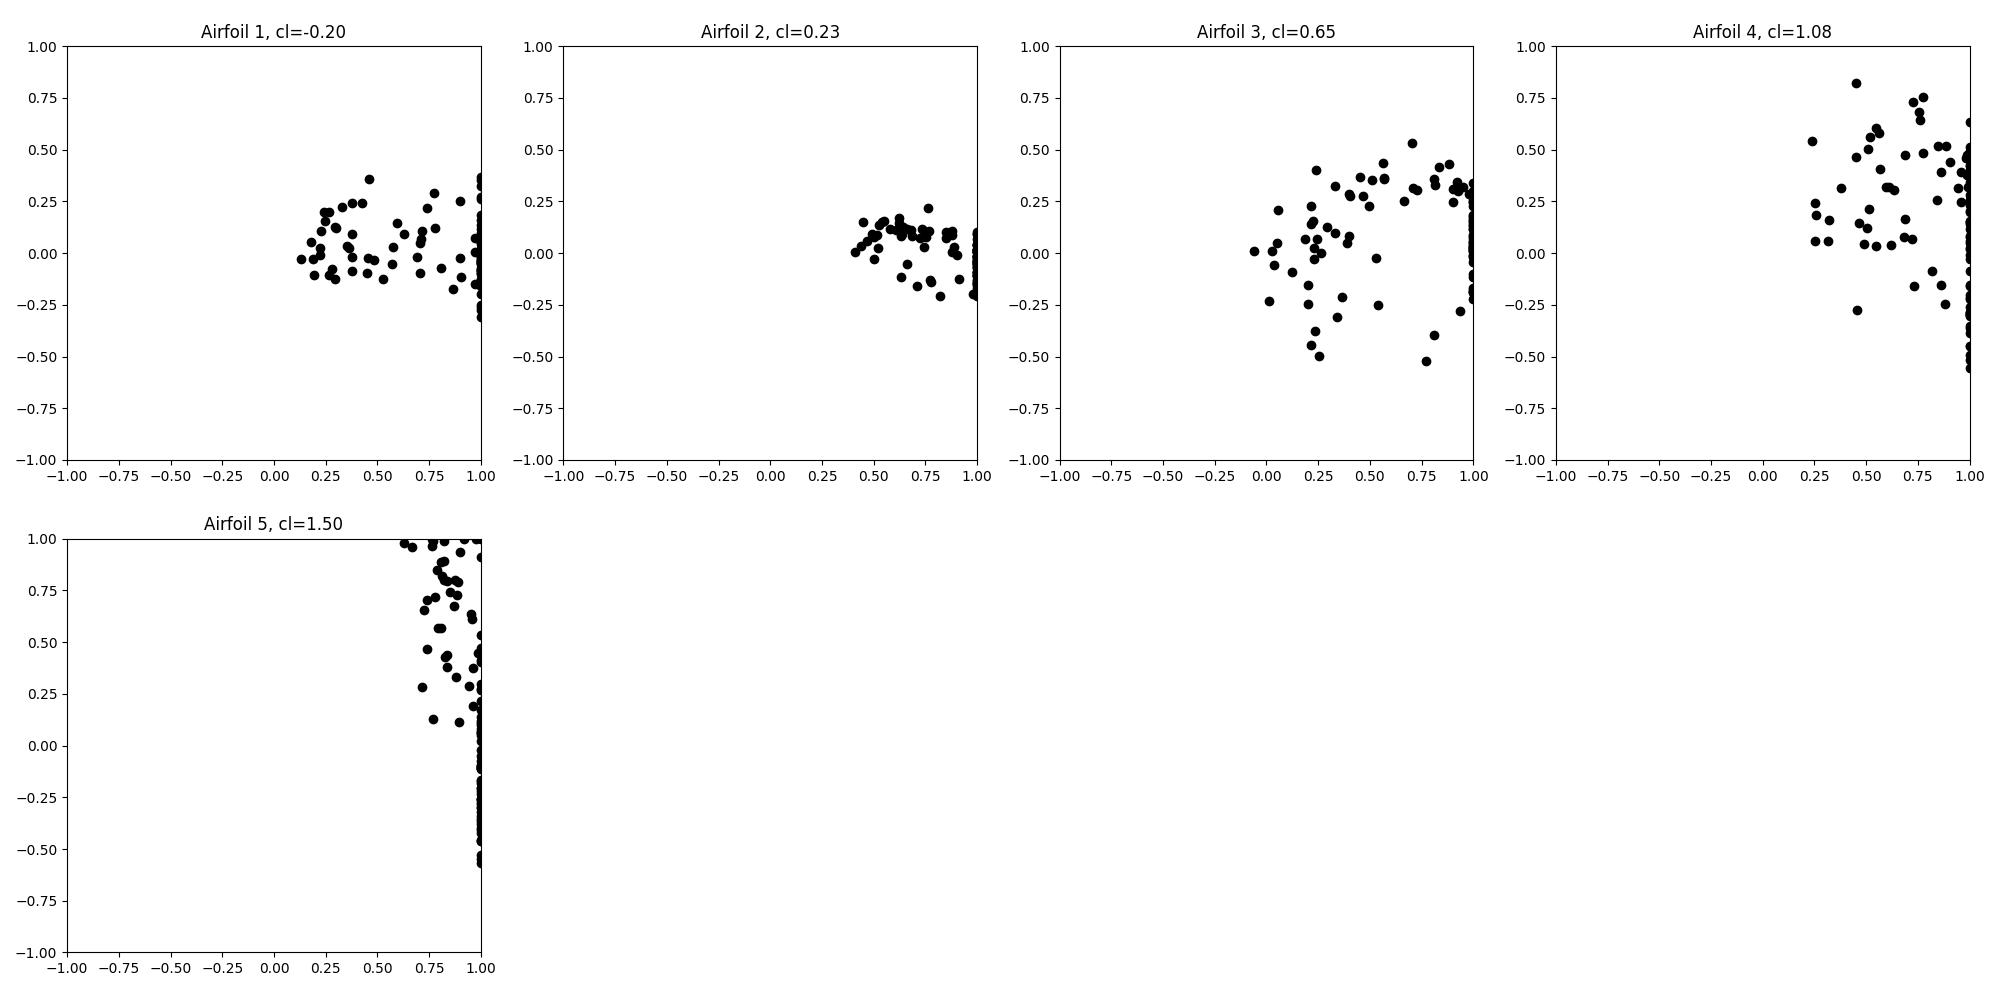 Airfoil 1, cl=-0.20
Airfoil 2, cl=0.23
Airfoil 3, cl=0.65
Airfoil 4, cl=1.08
1.00 1.00 1.00 1.00
0.75 0.75 0.75 0.75
0.50 0.50 0.50 0.50
0.25 0.25 0.25 0.25
0.00 0.00 0.00 0.00
−0.25 −0.25 −0.25 −0.25
−0.50 −0.50 −0.50 −0.50
−0.75 −0.75 −0.75 −0.75
−1.00 −1.00 −1.00 −1.00
−1.00 −0.75 −0.50 −0.25 0.00 0.25 0.50 0.75 1.00
−1.00 −0.75 −0.50 −0.25 0.00 0.25 0.50 0.75 1.00
−1.00 −0.75 −0.50 −0.25 0.00 0.25 0.50 0.75 1.00
−1.00 −0.75 −0.50 −0.25 0.00 0.25 0.50 0.75 1.00
Airfoil 5, cl=1.50
1.00
0.75
0.50
0.25
0.00
−0.25
−0.50
−0.75
−1.00
−1.00 −0.75 −0.50 −0.25 0.00 0.25 0.50 0.75 1.00